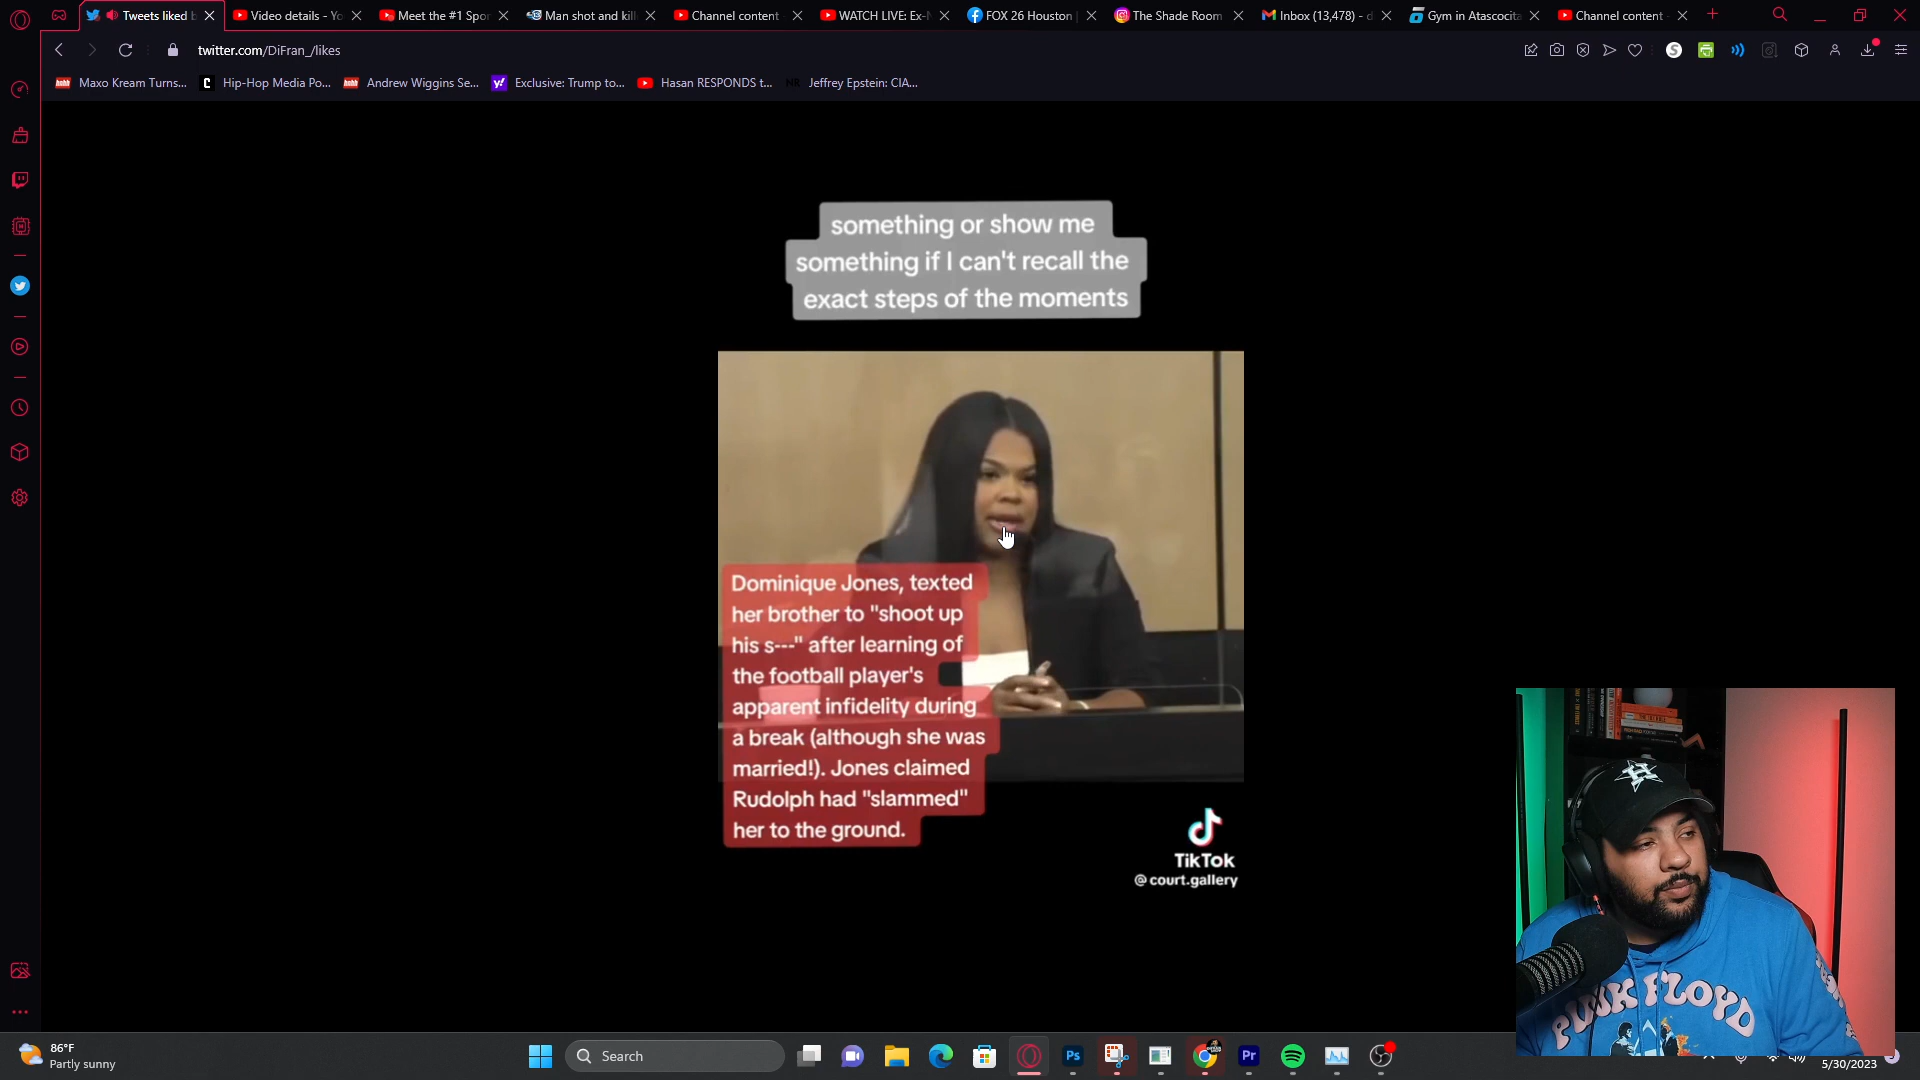 Tweets liked b
Video details - Yo
Meet the #1 Spor
Man shot and kill
Channel content
WATCH LIVE: Ex-N
FOX 26 Houston
The Shade Room
Inbox (13,478) - d
Gym in Atascocita
Channel content
twitter.com/DiFran_/likes
Maxo Kream Turns...
Hip-Hop Media Po...
Andrew Wiggins Se...
Exclusive: Trump to...
Hasan RESPONDS t...
Jeffrey Epstein: CIA...
something or show me
something if I can't recall the
exact steps of the moments
Dominique Jones, texted
her brother to "shoot up
his s---" after learning of
the football player's
apparent infidelity during
a break (although she was
married!). Jones claimed
Rudolph had "slammed"
her to the ground.
TikTok
@court.gallery
PINK FLOYD
86°F
Partly sunny
Search
5/30/2023